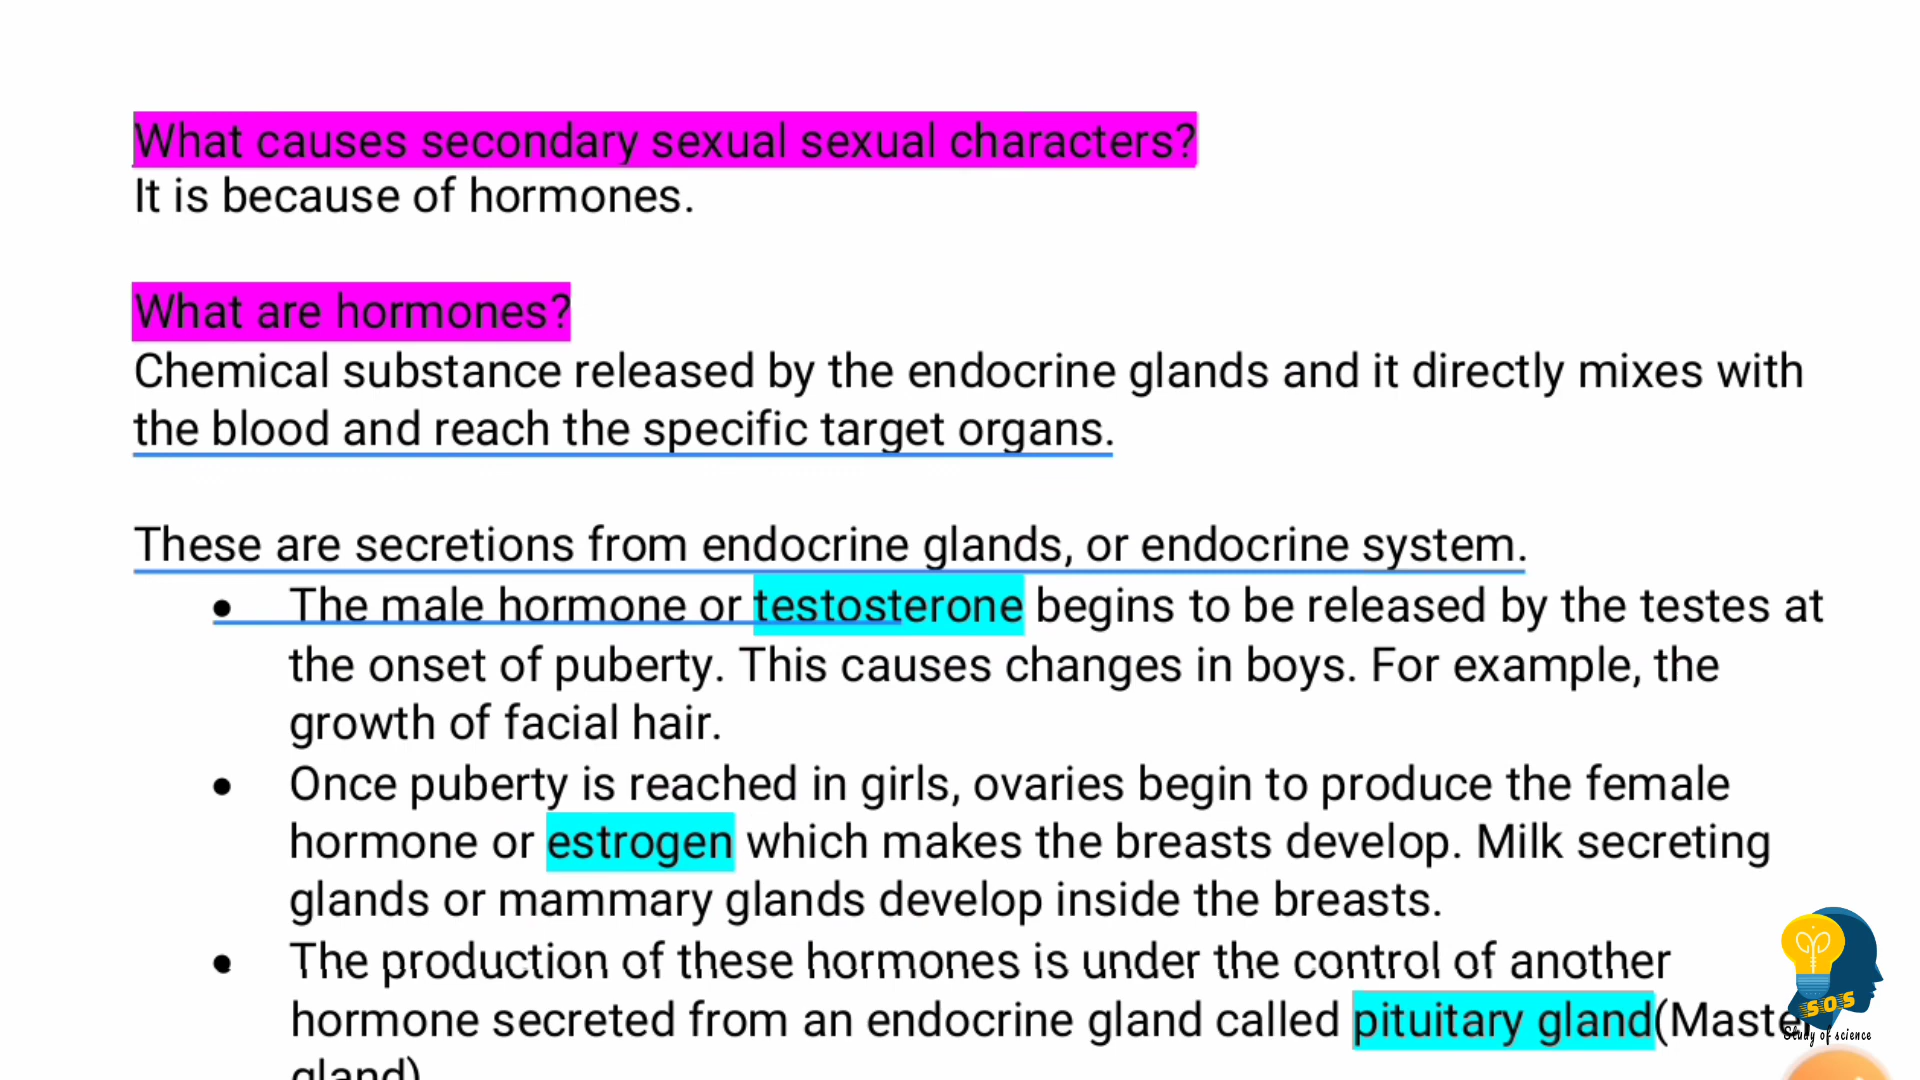 What causes secondary sexual sexual characters?
It is because of hormones.
What are hormones?
Chemical substance released by the endocrine glands and it directly mixes with
the blood and reach the specific target organs.
These are secretions from endocrine glands, or endocrine system.
• The male hormone or testosterone begins to be released by the testes at
the onset of puberty. This causes changes in boys. For example, the
growth of facial hair.
• Once puberty is reached in girls, ovaries begin to produce the female
hormone or estrogen which makes the breasts develop. Milk secreting
glands or mammary glands develop inside the breasts.
• The production of these hormones is under the control of another
hormone secreted from an endocrine gland called pituitary gland(Master
gland)
SOS
Study of science